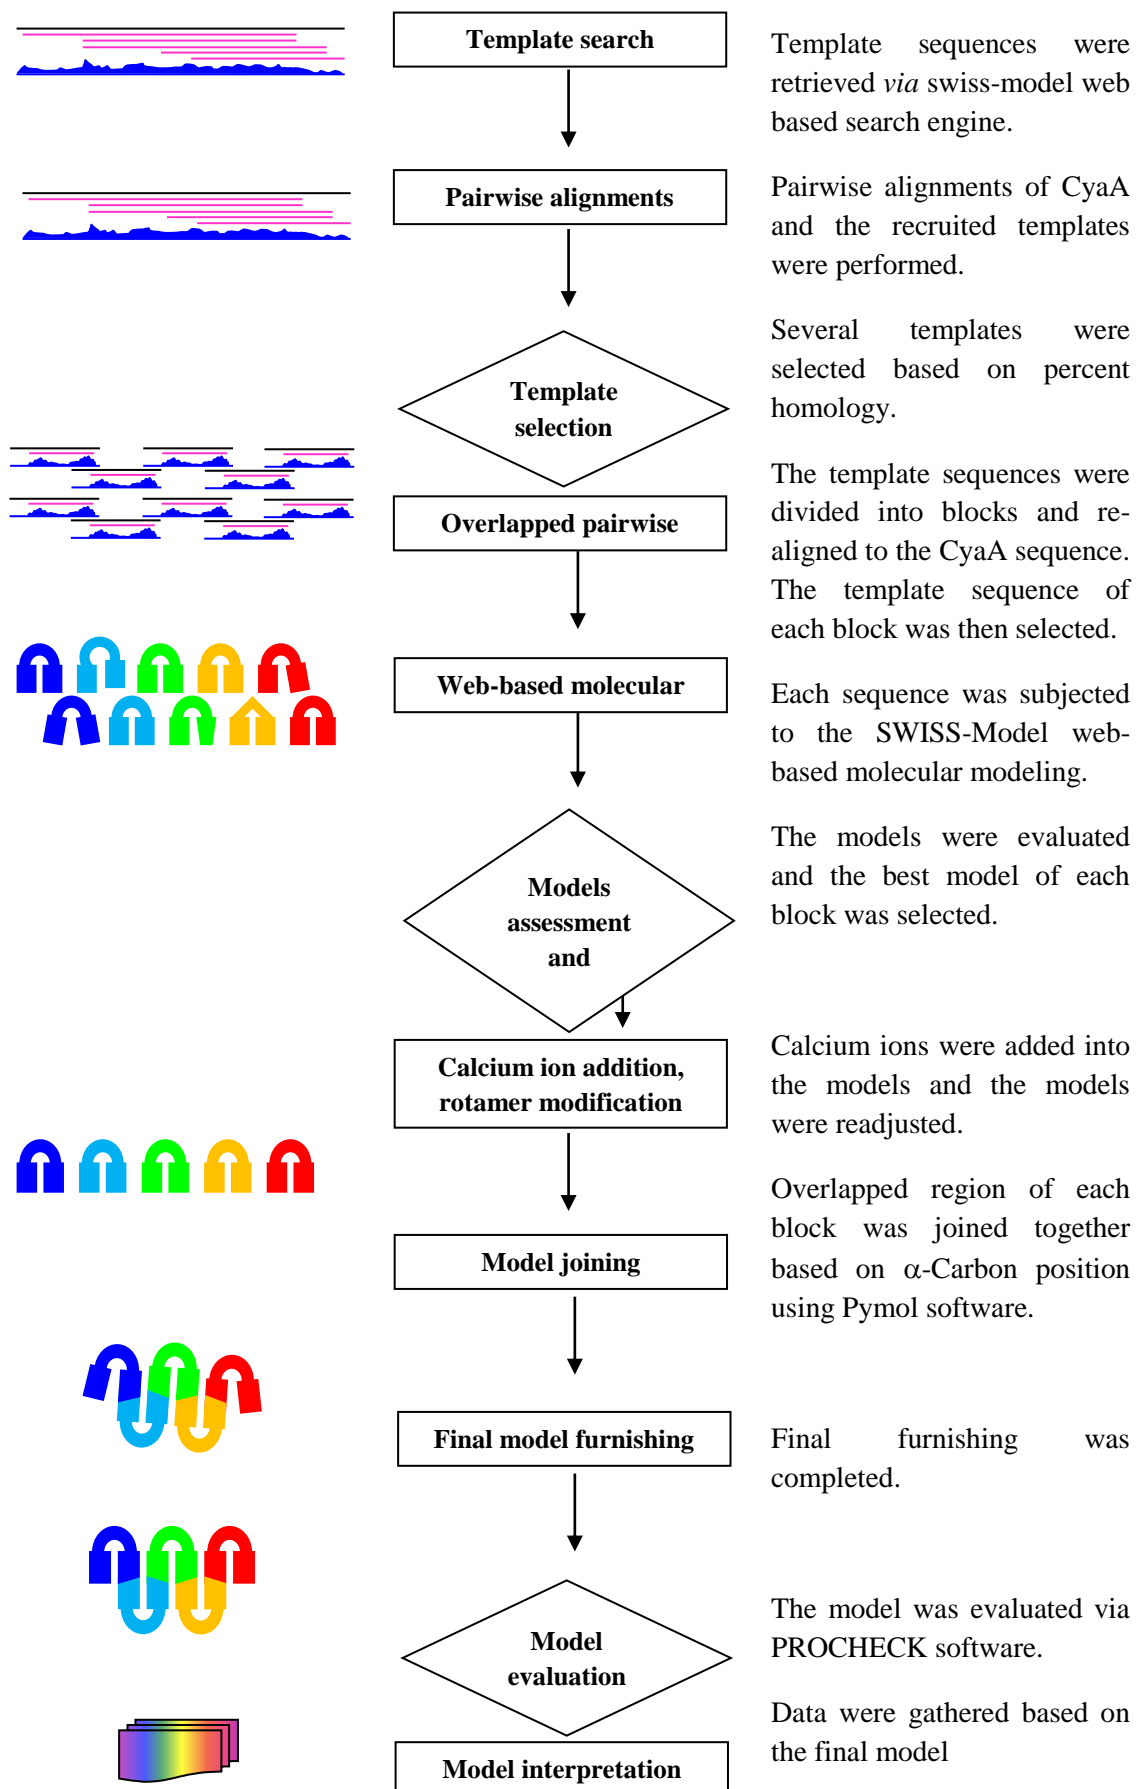 Template search
Template sequences were
retrieved via swiss-model web
based search engine.
Pairwise alignments
Pairwise alignments of CyaA
and the recruited templates
were performed.
Template
selection
Several templates were
selected based on percent
homology.
Overlapped pairwise
The template sequences were
divided into blocks and re-
aligned to the CyaA sequence.
The template sequence of
each block was then selected.
Web-based molecular
Each sequence was subjected
to the SWISS-Model web-
based molecular modeling.
Models
assessment
and
The models were evaluated
and the best model of each
block was selected.
Calcium ion addition,
rotamer modification
Calcium ions were added into
the models and the models
were readjusted.
Model joining
Overlapped region of each
block was joined together
based on α-Carbon position
using Pymol software.
Final model furnishing
Final furnishing was
completed.
Model
evaluation
The model was evaluated via
PROCHECK software.
Model interpretation
Data were gathered based on
the final model